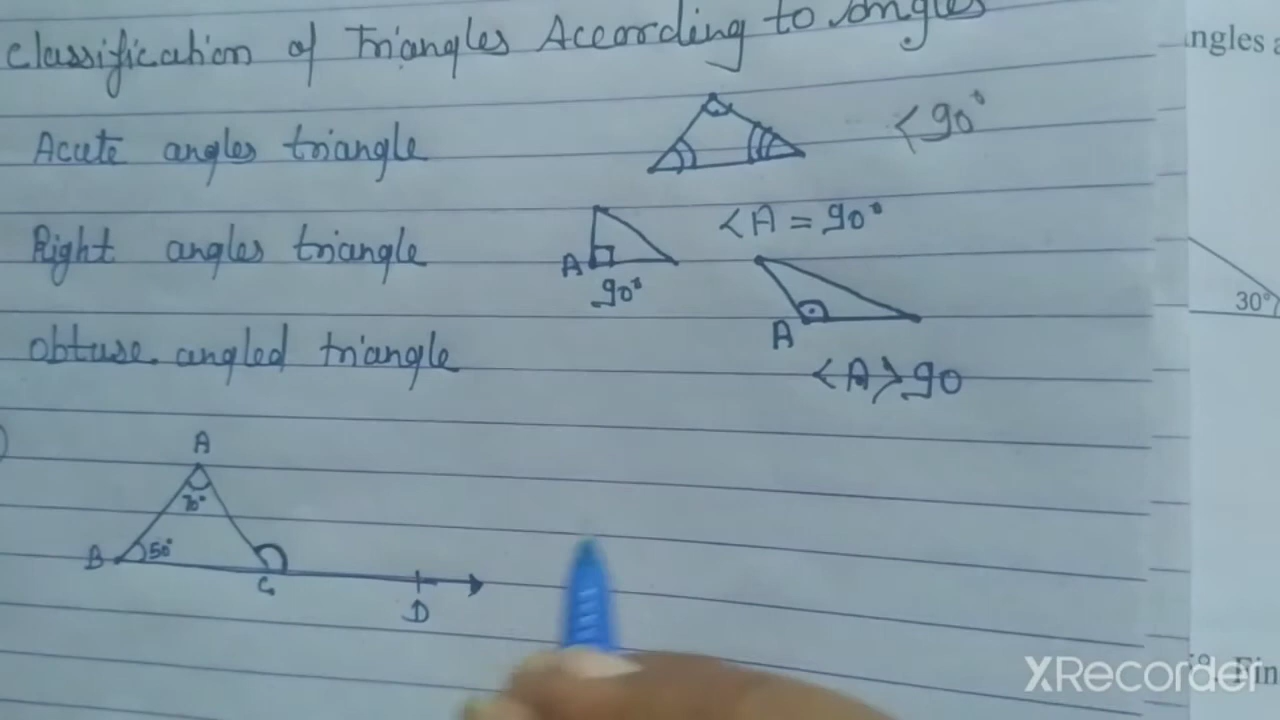 Classification of Triangles According to Angles
Acute angles triangle
< 90°
Right angles triangle
A
90°
<A = 90°
Obtuse angled triangle
A
<A > 90
A
70°
B
50°
C
D
ngles a
30°
Fin
XRecorder